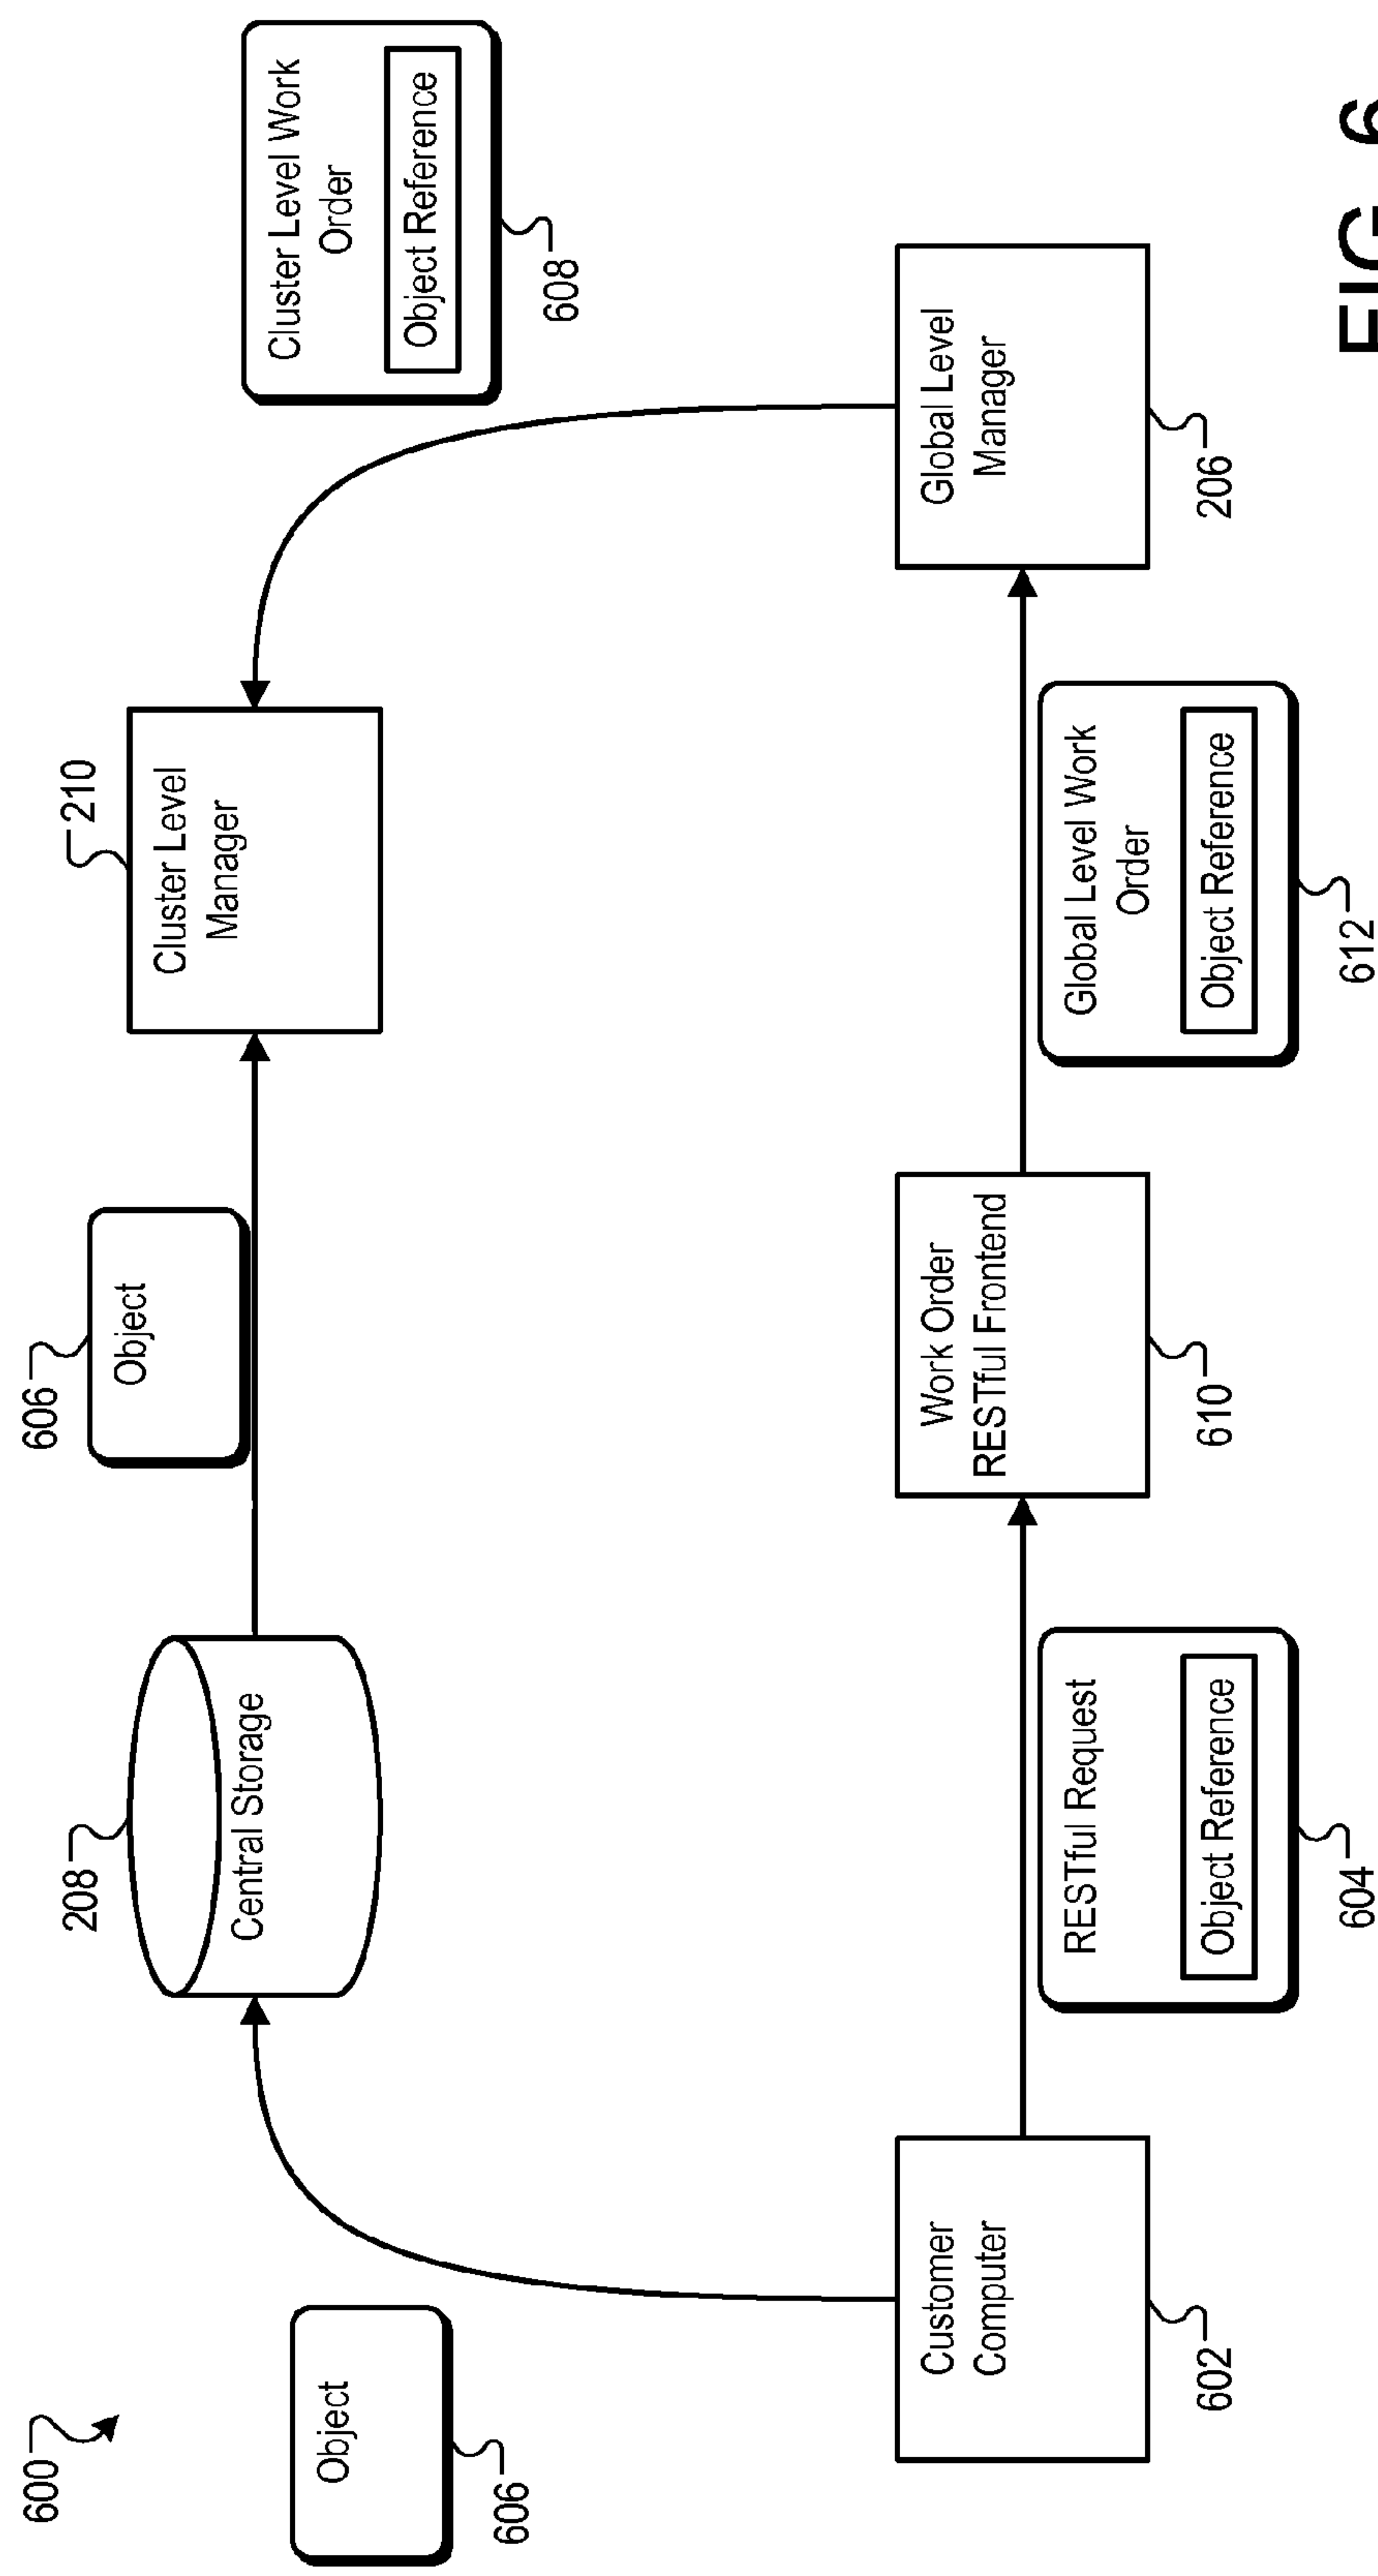 600
Object
606
208
Central Storage
606
Object
210
Cluster Level
Manager
Cluster Level Work
Order
Object Reference
608
Customer
Computer
602
RESTful Request
Object Reference
604
Work Order
RESTful Frontend
610
Global Level Work
Order
Object Reference
612
Global Level
Manager
206
FIG. 6